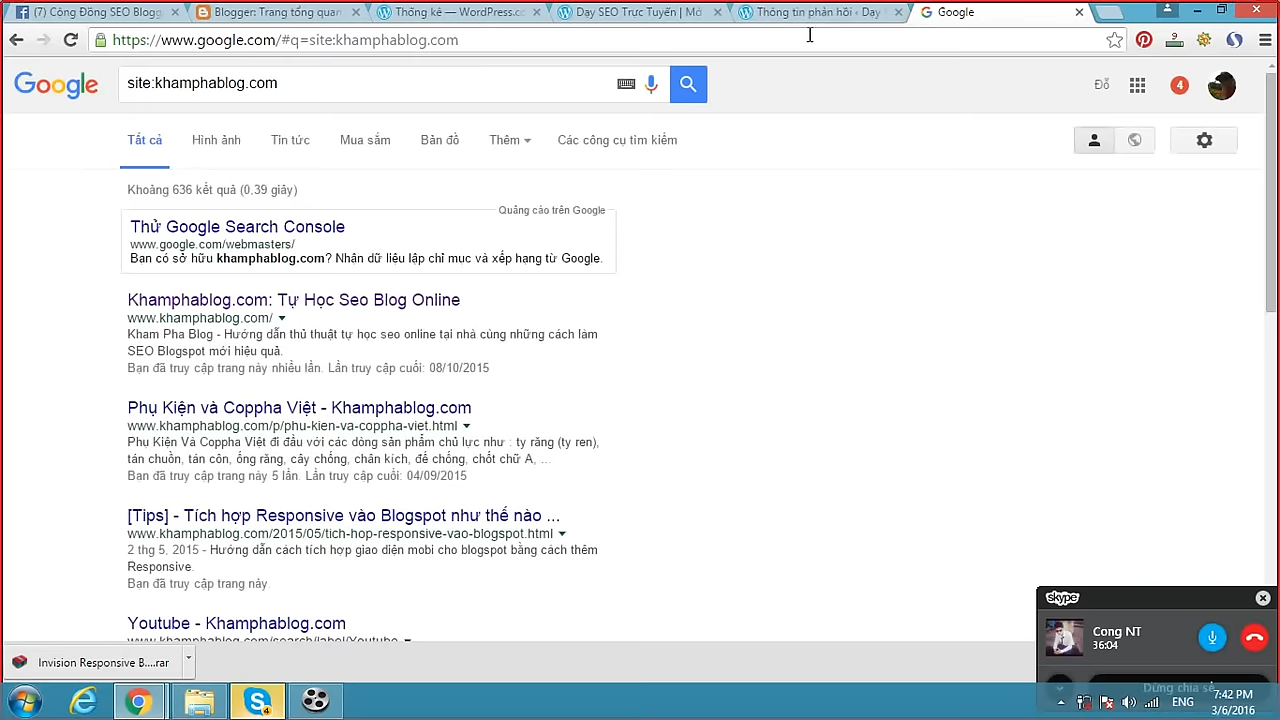 (7) Cộng Đồng SEO Blogg
Blogger: Trang tổng quan
Thống kê — WordPress.co
Dạy SEO Trực Tuyến | Mớ
Thông tin phản hồi ‹ Dạy
Google
https://www.google.com/#q=site:khamphablog.com
9
Google
site:khamphablog.com
Đỗ
4
Tất cả
Hình ảnh
Tin tức
Mua sắm
Bản đồ
Thêm
Các công cụ tìm kiếm
Khoảng 636 kết quả (0,39 giây)
Quảng cáo trên Google
Thử Google Search Console
www.google.com/webmasters/
Bạn có sở hữu khamphablog.com? Nhận dữ liệu lập chỉ mục và xếp hạng từ Google.
Khamphablog.com: Tự Học Seo Blog Online
www.khamphablog.com/
Kham Pha Blog - Hướng dẫn thủ thuật tự học seo online tại nhà cùng những cách làm
SEO Blogspot mới hiệu quả.
Bạn đã truy cập trang này nhiều lần. Lần truy cập cuối: 08/10/2015
Phụ Kiện và Coppha Việt - Khamphablog.com
www.khamphablog.com/p/phu-kien-va-coppha-viet.html
Phụ Kiện Và Coppha Việt đi đầu với các dòng sản phẩm chủ lực như : ty răng (ty ren),
tán chuồn, tán côn, ống răng, cây chống, chân kích, đế chống, chốt chữ A, ...
Bạn đã truy cập trang này 5 lần. Lần truy cập cuối: 04/09/2015
[Tips] - Tích hợp Responsive vào Blogspot như thế nào ...
www.khamphablog.com/2015/05/tich-hop-responsive-vao-blogspot.html
2 thg 5, 2015 - Hướng dẫn cách tích hợp giao diện mobi cho blogspot bằng cách thêm
Responsive.
Bạn đã truy cập trang này.
Youtube - Khamphablog.com
www.khamphablog.com/search/label/Youtube
skype
Cong NT
36:04
Dừng chia sẻ
Invision Responsive B....rar
4
ENG
7:42 PM
3/6/2016